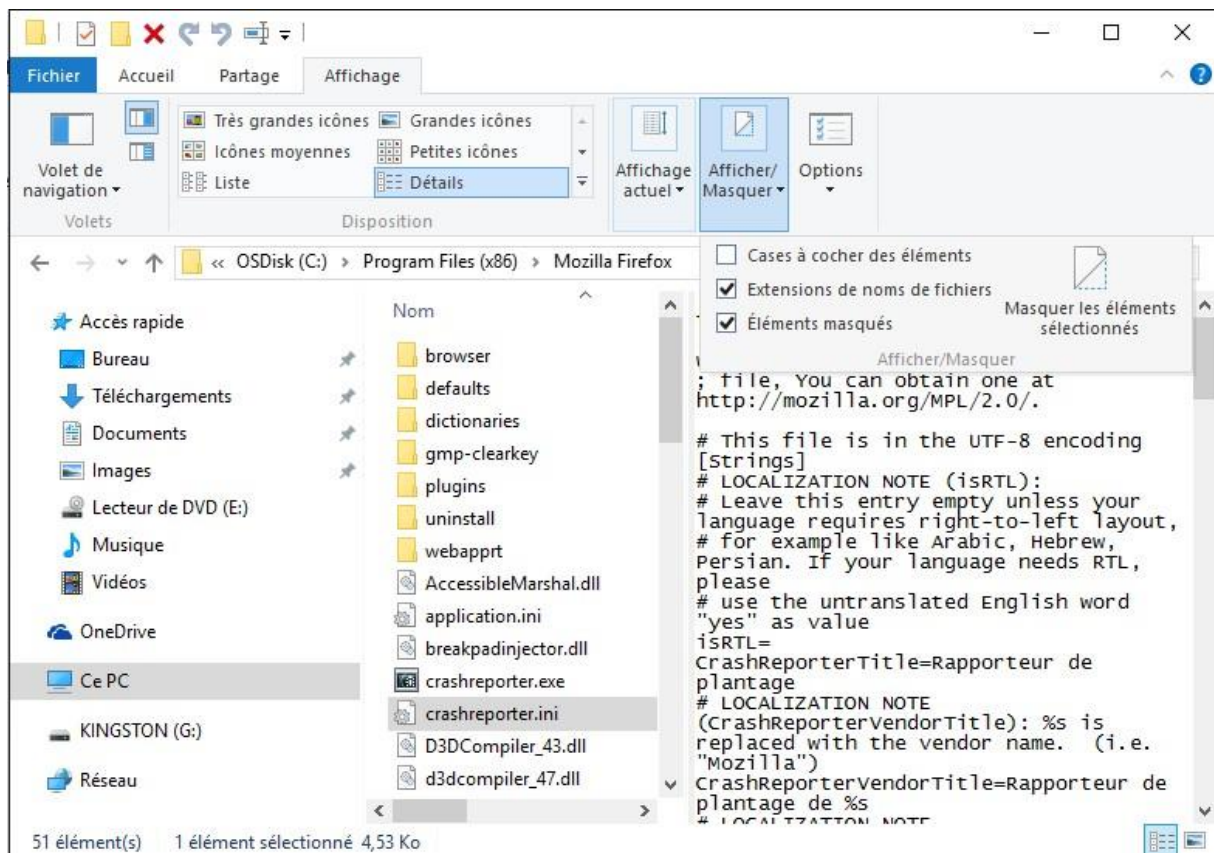 Fichier Accueil Partage Affichage
Très grandes icônes Grandes icônes
Icônes moyennes Petites icônes
Liste Détails
Volet de navigation
Affichage actuel
Afficher/ Masquer
Options
Volets
Disposition
« OSDisk (C:) > Program Files (x86) > Mozilla Firefox
Cases à cocher des éléments
Extensions de noms de fichiers
Éléments masqués
Masquer les éléments
sélectionnés
Afficher/Masquer
Accès rapide
Bureau
Téléchargements
Documents
Images
Lecteur de DVD (E:)
Musique
Vidéos
OneDrive
Ce PC
KINGSTON (G:)
Réseau
Nom
browser
defaults
dictionaries
gmp-clearkey
plugins
uninstall
webapprt
AccessibleMarshal.dll
application.ini
breakpadinjector.dll
crashreporter.exe
crashreporter.ini
D3DCompiler_43.dll
d3dcompiler_47.dll
; file, You can obtain one at
http://mozilla.org/MPL/2.0/.
# This file is in the UTF-8 encoding
[Strings]
# LOCALIZATION NOTE (isRTL):
# Leave this entry empty unless your
language requires right-to-left layout,
# for example like Arabic, Hebrew,
Persian. If your language needs RTL,
please
# use the untranslated English word
"yes" as value
isRTL=
CrashReporterTitle=Rapporteur de
plantage
# LOCALIZATION NOTE
(CrashReporterVendorTitle): %s is
replaced with the vendor name. (i.e.
"Mozilla")
CrashReporterVendorTitle=Rapporteur de
plantage de %s
# LOCALIZATION NOTE
51 élément(s) 1 élément sélectionné 4,53 Ko